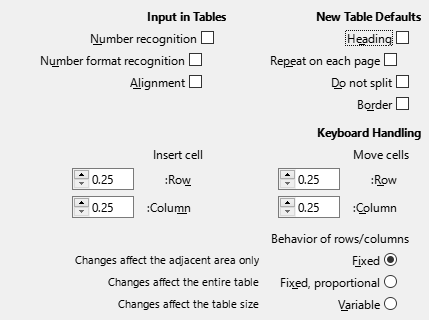 New Table Defaults
Heading
Repeat on each page
Do not split
Border
Input in Tables
Number recognition
Number format recognition
Alignment
Keyboard Handling
Move cells
Row:
0.25
Column:
0.25
Insert cell
Row:
0.25
Column:
0.25
Behavior of rows/columns
Fixed
Changes affect the adjacent area only
Fixed, proportional
Changes affect the entire table
Variable
Changes affect the table size